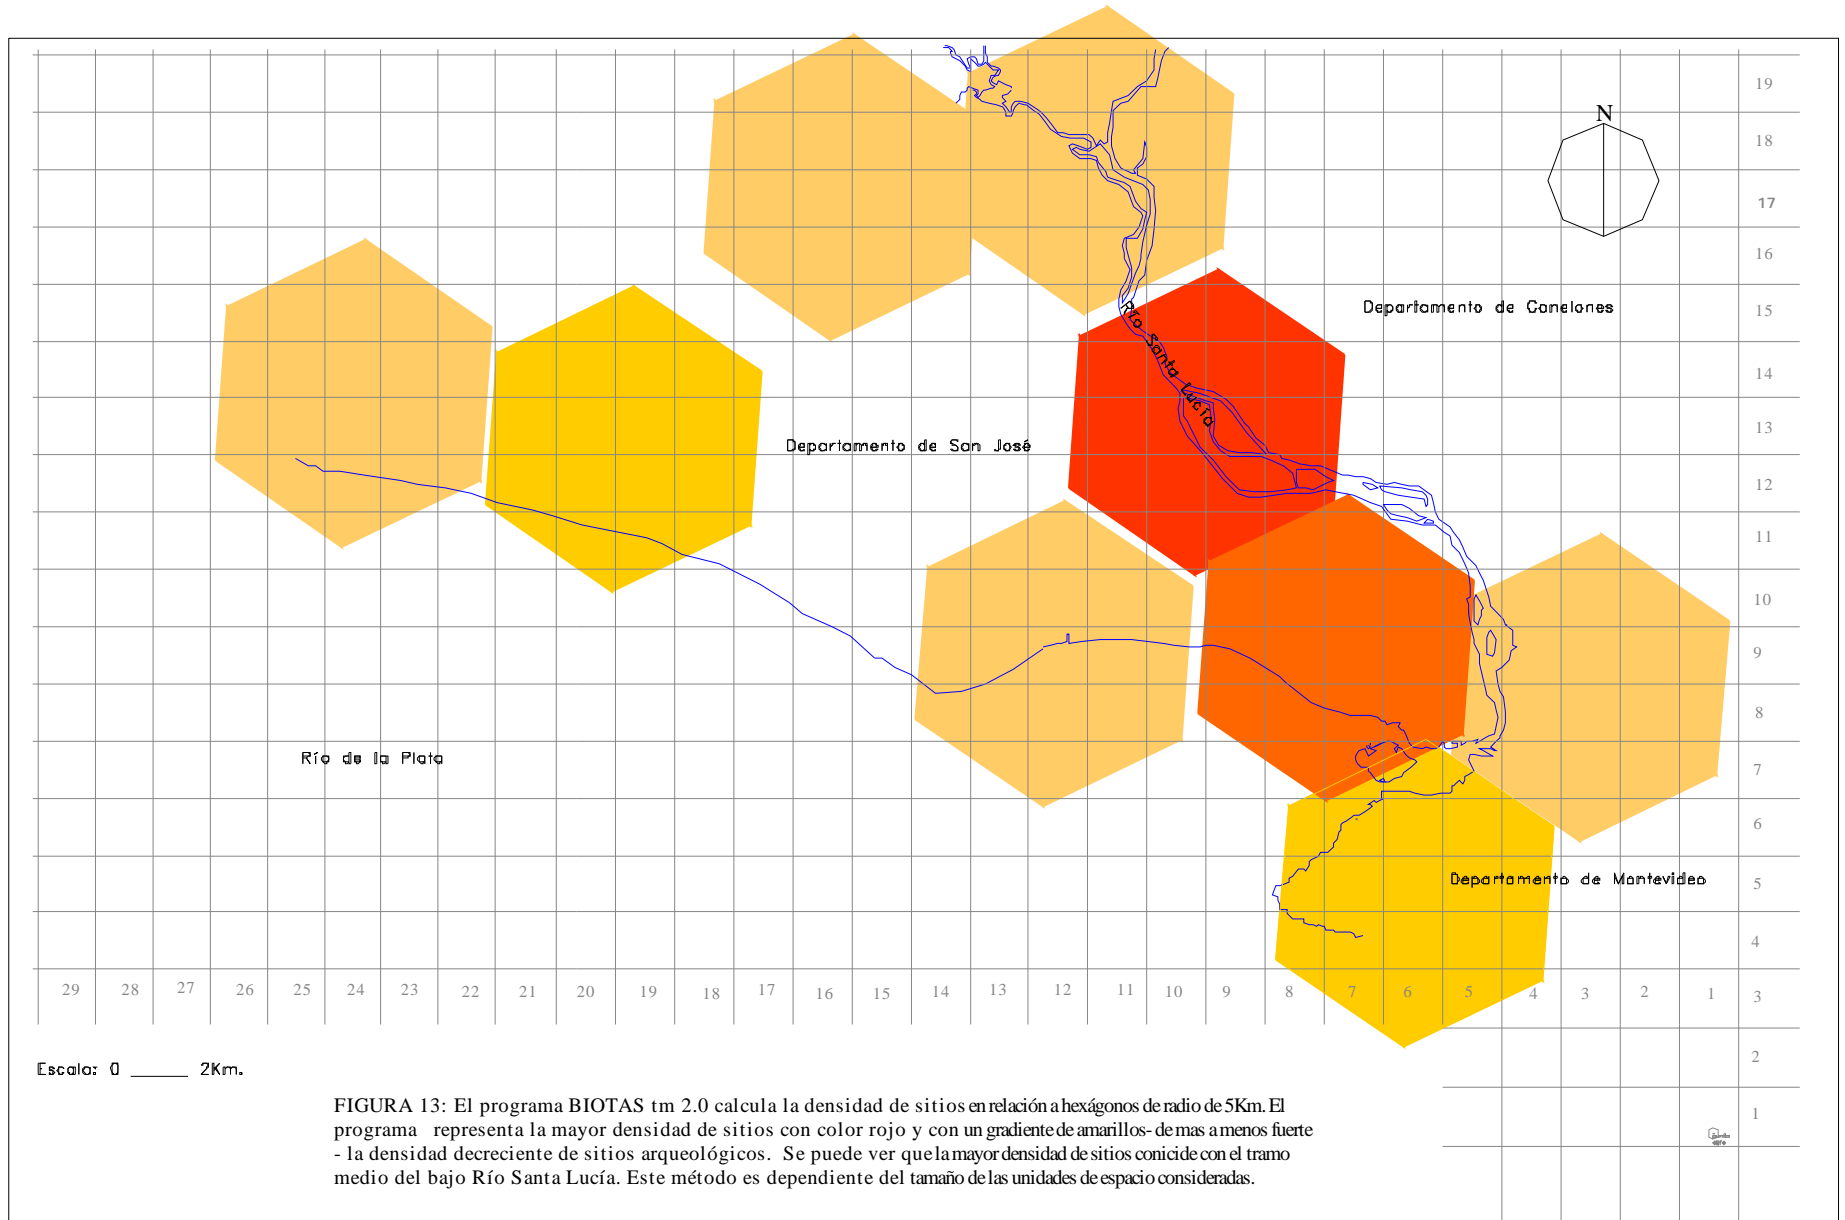 19
N
18
17
16
Departamento de Canelones
15
Río Santa Lucía
14
13
Departamento de San José
12
11
10
9
8
Río de la Plata
7
6
Departamento de Montevideo
5
4
29 28 27 26 25 24 23 22 21 20 19 18 17 16 15 14 13 12 11 10 9 8 7 6 5 4 3 2 1 3
2
Escala: 0 _____ 2Km.
FIGURA 13: El programa BIOTAS tm 2.0 calcula la densidad de sitios en relación a hexágonos de radio de 5Km. El
programa representa la mayor densidad de sitios con color rojo y con un gradiente de amarillos- de mas a menos fuerte
- la densidad decreciente de sitios arqueológicos. Se puede ver que la mayor densidad de sitios conicide con el tramo
medio del bajo Río Santa Lucía. Este método es dependiente del tamaño de las unidades de espacio consideradas.
1